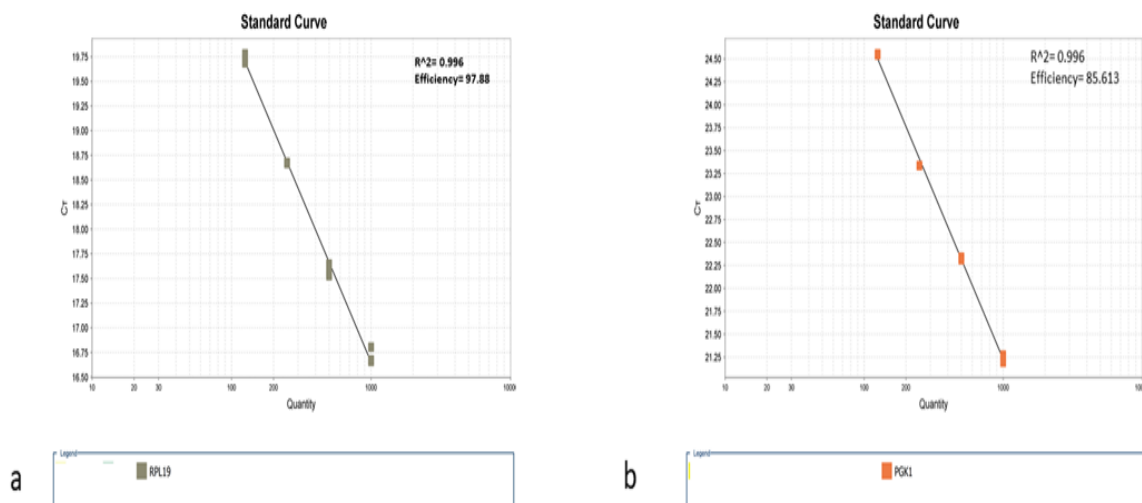 Standard Curve
R^2= 0.996
Efficiency= 97.88
19.75
19.50
19.25
19.00
18.75
18.50
18.25
18.00
17.75
17.50
17.25
17.00
16.75
16.50
CT
10
20
30
100
200
1000
1000
Quantity
Legend
RPL19
a
Standard Curve
R^2= 0.996
Efficiency= 85.613
24.50
24.25
24.00
23.75
23.50
23.25
23.00
22.75
22.50
22.25
22.00
21.75
21.50
21.25
CT
10
20
30
100
200
1000
1000
Quantity
Legend
PGK1
b